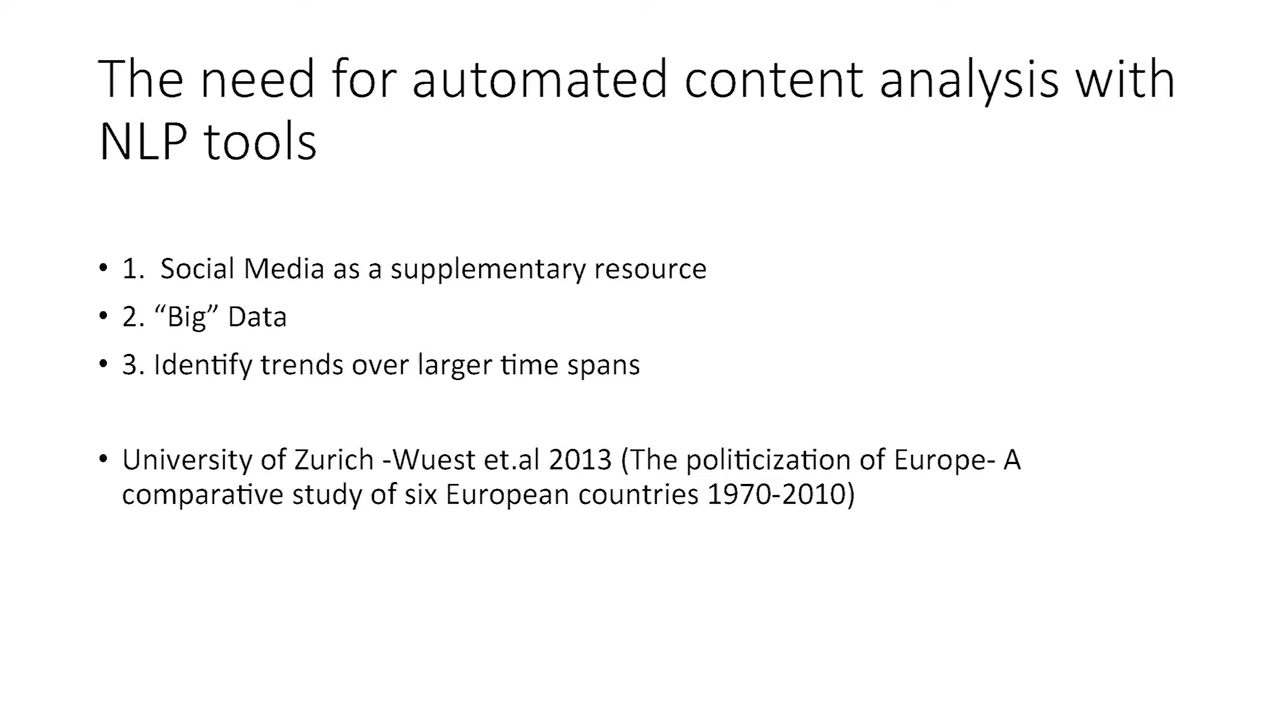 The need for automated content analysis with
NLP tools
• 1. Social Media as a supplementary resource
• 2. “Big” Data
• 3. Identify trends over larger time spans
• University of Zurich -Wuest et.al 2013 (The politicization of Europe- A
comparative study of six European countries 1970-2010)